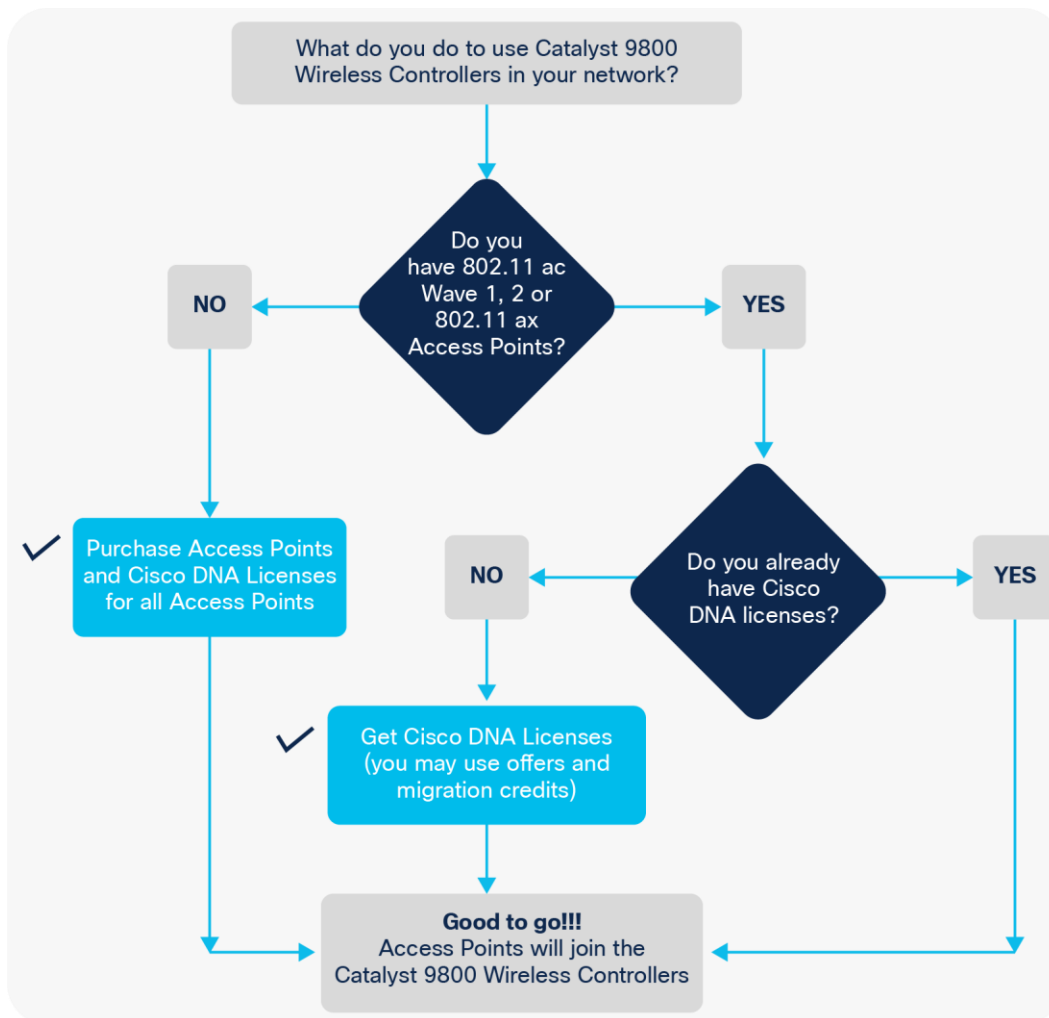 What do you do to use Catalyst 9800
Wireless Controllers in your network?
Do you
have 802.11 ac
Wave 1, 2 or
802.11 ax
Access Points?
NO
YES
Purchase Access Points
and Cisco DNA Licenses
for all Access Points
NO
Do you already
have Cisco
DNA licenses?
YES
Get Cisco DNA Licenses
(you may use offers and
migration credits)
Good to go!!!
Access Points will join the
Catalyst 9800 Wireless Controllers